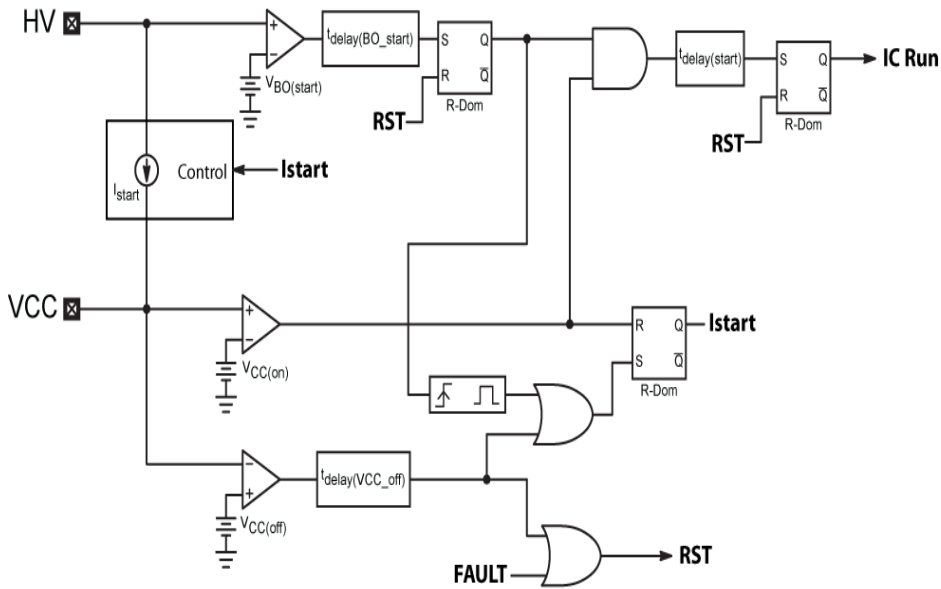 HV
+
−
VBO(start)
tdelay(BO_start)
S Q
R Q̅
R-Dom
RST
tdelay(start)
S Q
R Q̅
R-Dom
RST
IC Run
Istart
Control
Istart
VCC
+
−
VCC(on)
R Q
S Q̅
R-Dom
Istart
−
+
VCC(off)
tdelay(VCC_off)
FAULT
RST